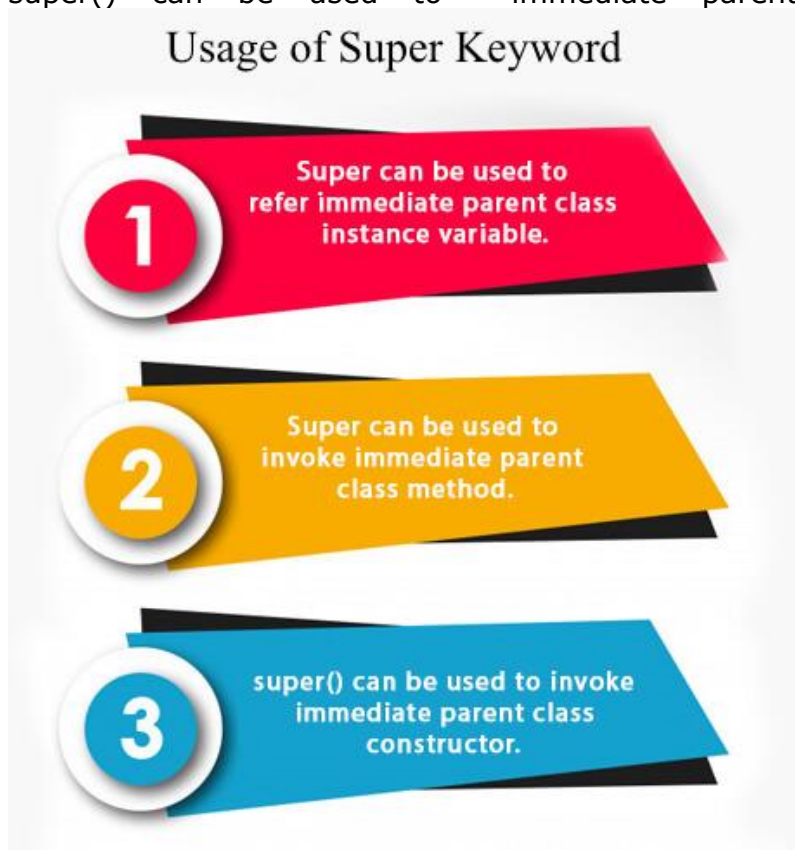 super() can be used to immediate parent
Usage of Super Keyword
1
Super can be used to
refer immediate parent class
instance variable.
2
Super can be used to
invoke immediate parent
class method.
3
super() can be used to invoke
immediate parent class
constructor.